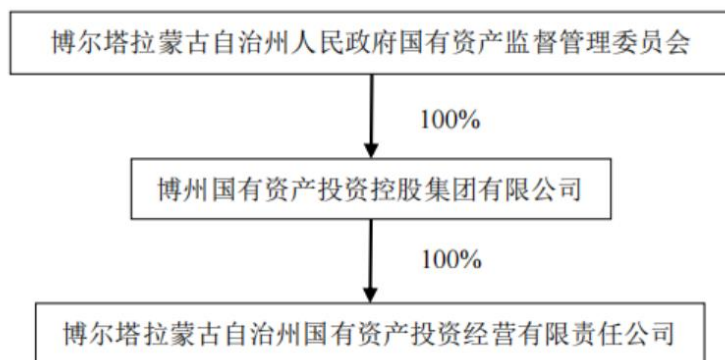 博尔塔拉蒙古自治州人民政府国有资产监督管理委员会
100%
博州国有资产投资控股集团有限公司
100%
博尔塔拉蒙古自治州国有资产投资经营有限责任公司